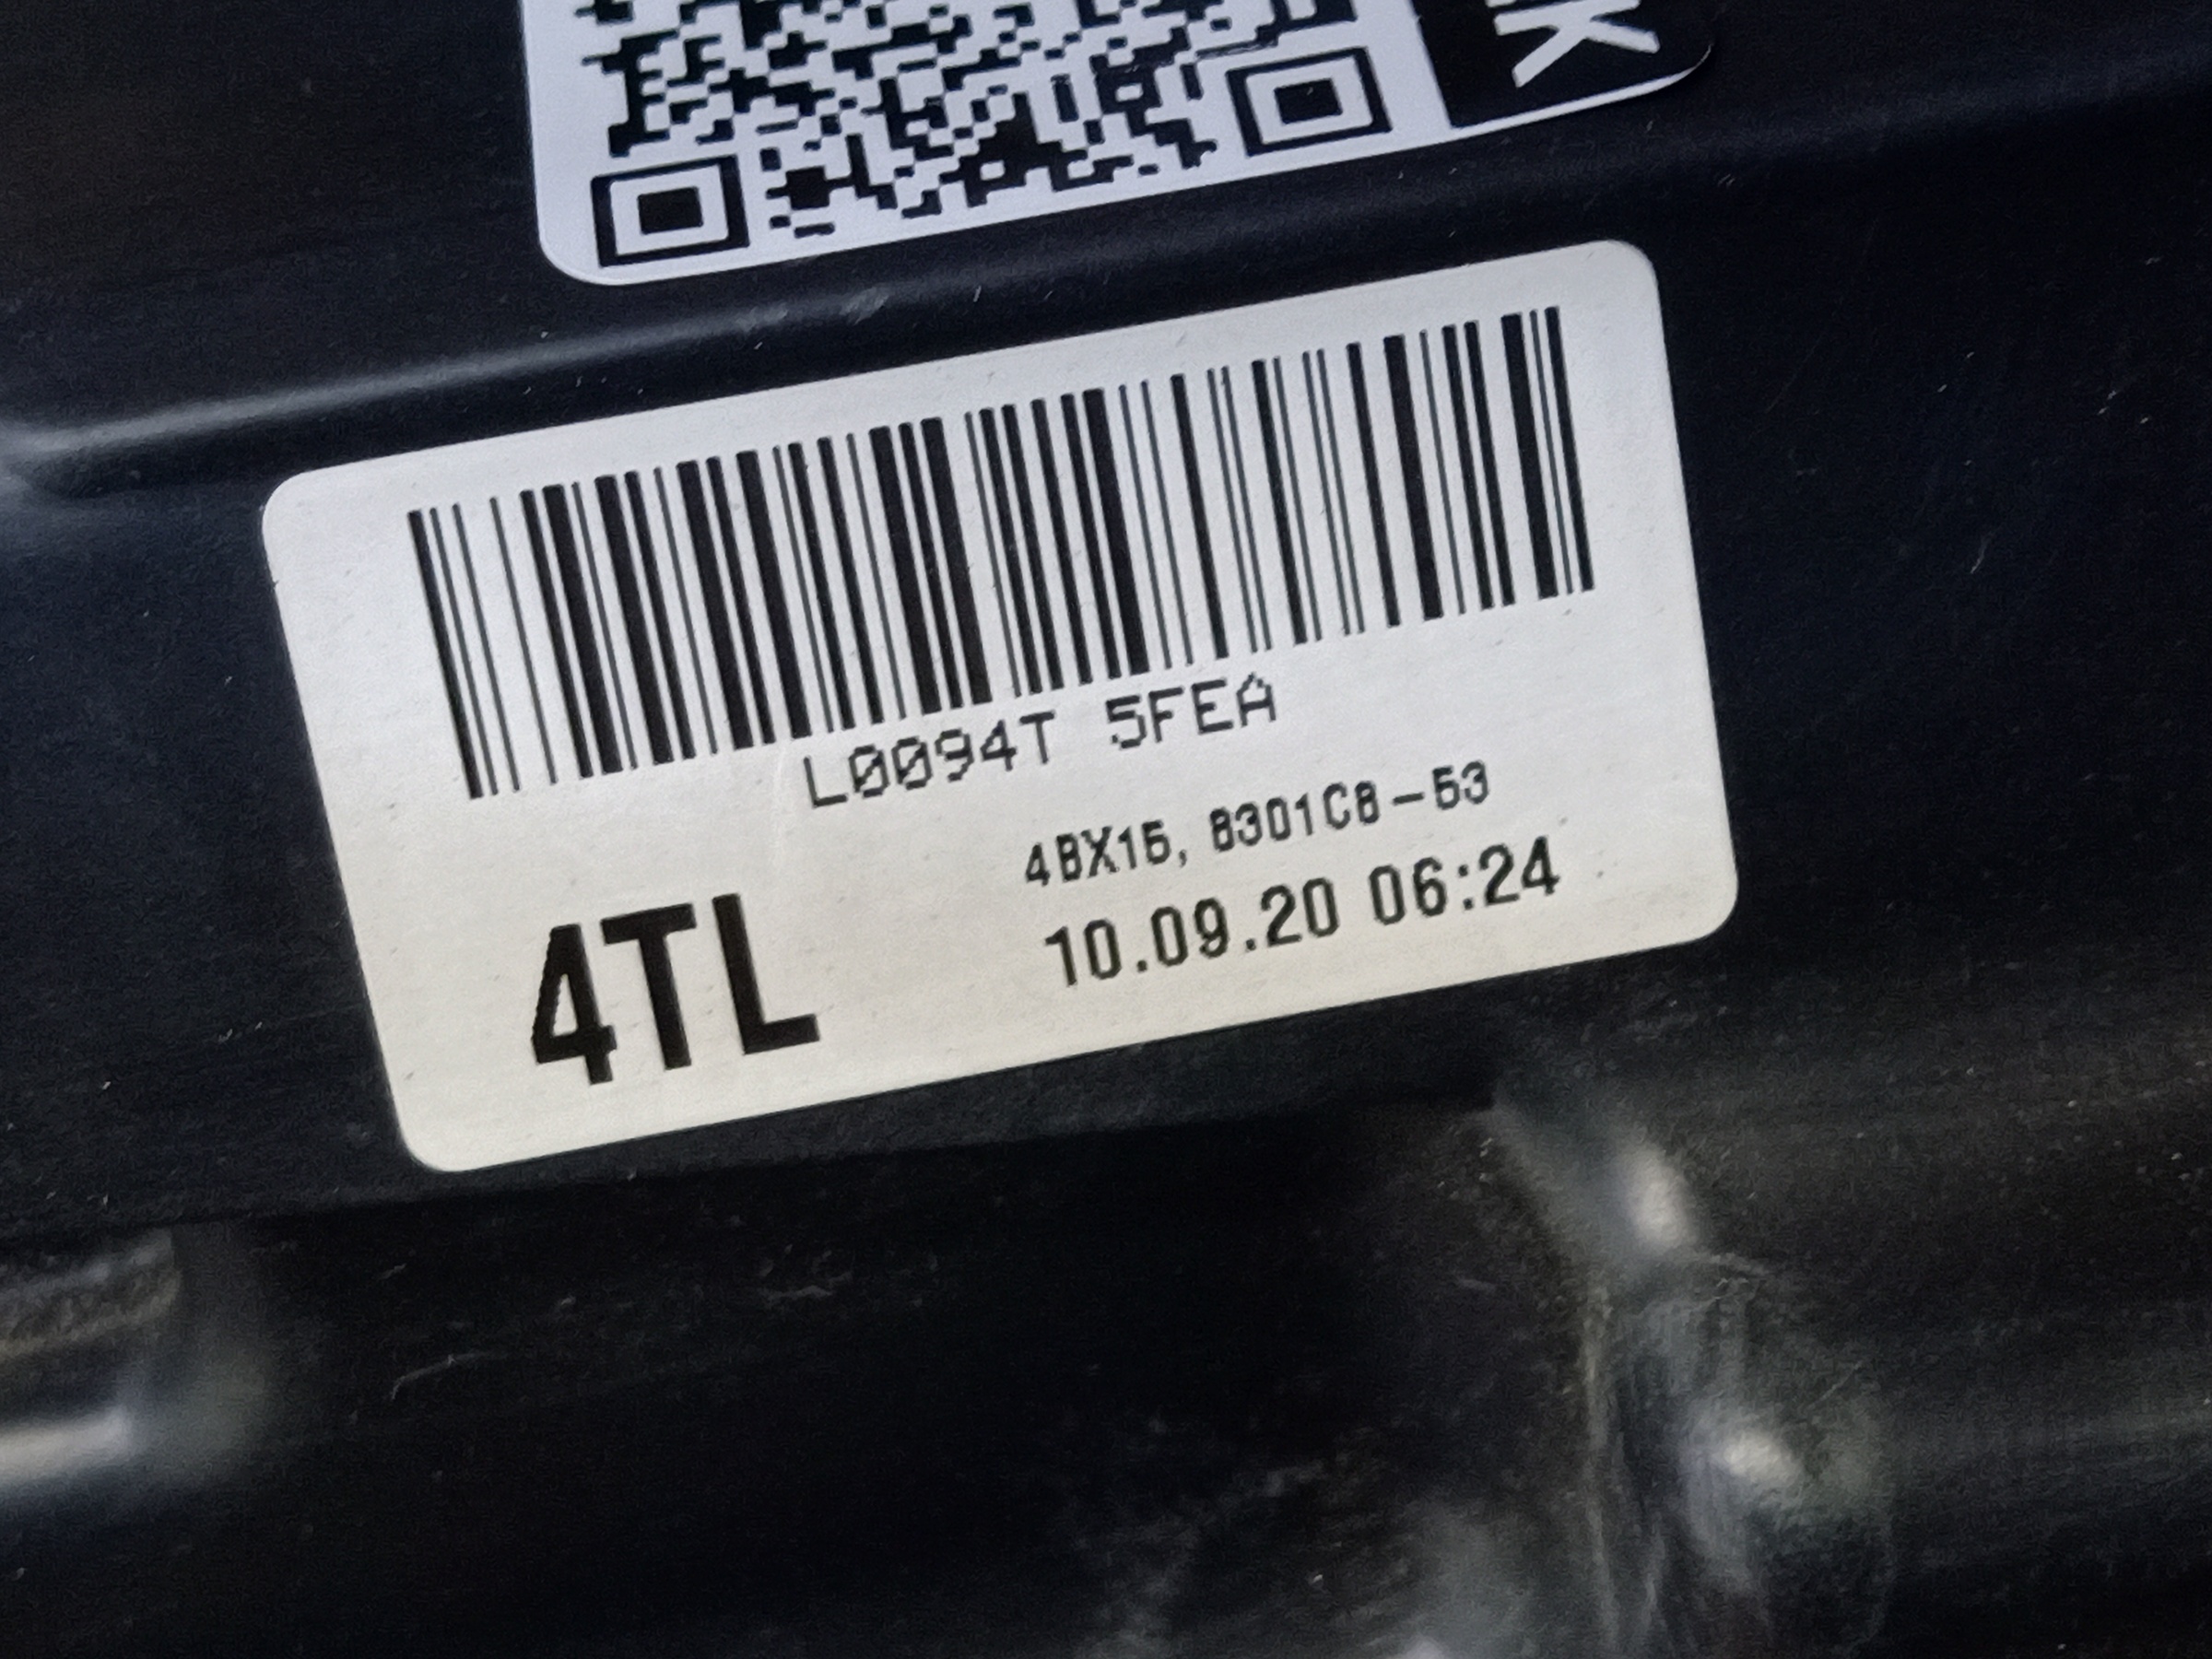 K
L0094T 5FEA
4BX15, 8301C8-53
10.09.20 06:24
4TL